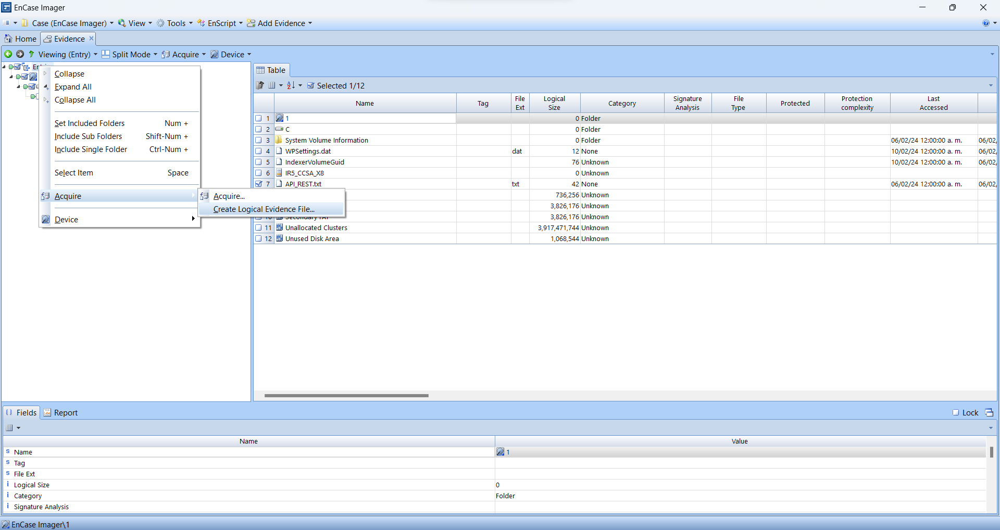 EnCase Imager
Case (EnCase Imager) View Tools EnScript Add Evidence
Home Evidence
Viewing (Entry) Split Mode Acquire Device
Collapse
Expand All
Collapse All
Set Included Folders Num +
Include Sub Folders Shift-Num +
Include Single Folder Ctrl-Num +
Select Item Space
Acquire
Device
Acquire...
Create Logical Evidence File...
Table
Selected 1/12
Name Tag File Ext Logical Size Category Signature Analysis File Type Protected Protection complexity Last Accessed
1 1 0 Folder
2 C 0 Folder
3 System Volume Information 0 Folder 06/02/24 12:00:00 a. m. 06/02,
4 WPSettings.dat dat 12 None 10/02/24 12:00:00 a. m. 06/02,
5 IndexerVolumeGuid 76 Unknown 10/02/24 12:00:00 a. m. 06/02,
6 IR5_CCSA_X8 0 Unknown
7 API_REST.txt txt 42 None 06/02/24 12:00:00 a. m. 06/02,
736,256 Unknown
3,826,176 Unknown
10 Secondary FAT 3,826,176 Unknown
11 Unallocated Clusters 3,917,471,744 Unknown
12 Unused Disk Area 1,068,544 Unknown
Fields Report Lock
Name Value
s Name 1
s Tag
s File Ext
i Logical Size 0
i Category Folder
i Signature Analysis
EnCase Imager\1